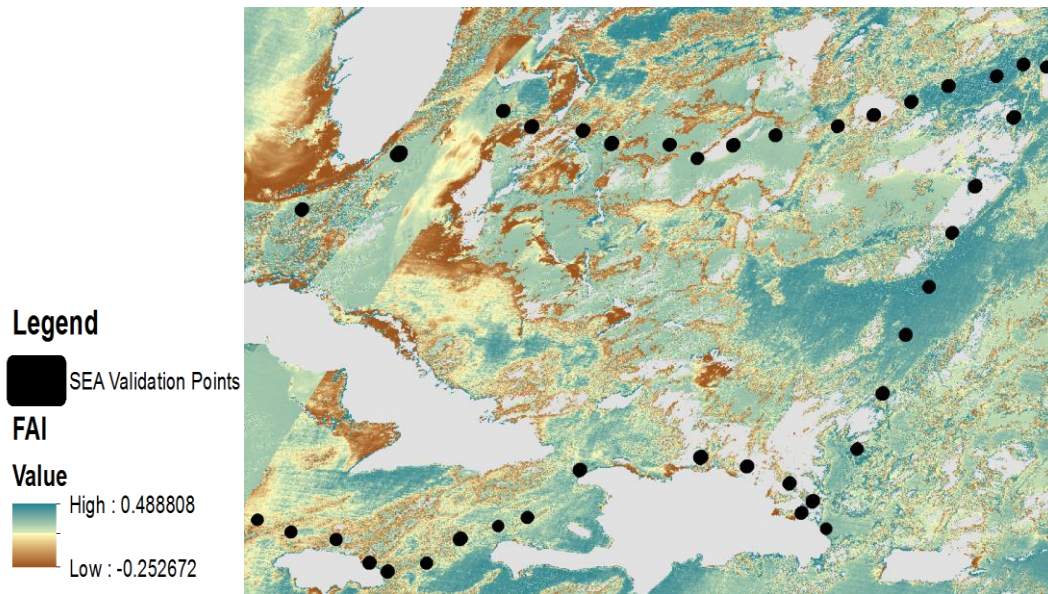 Legend
SEA Validation Points
FAI
Value
High : 0.488808
Low : -0.252672